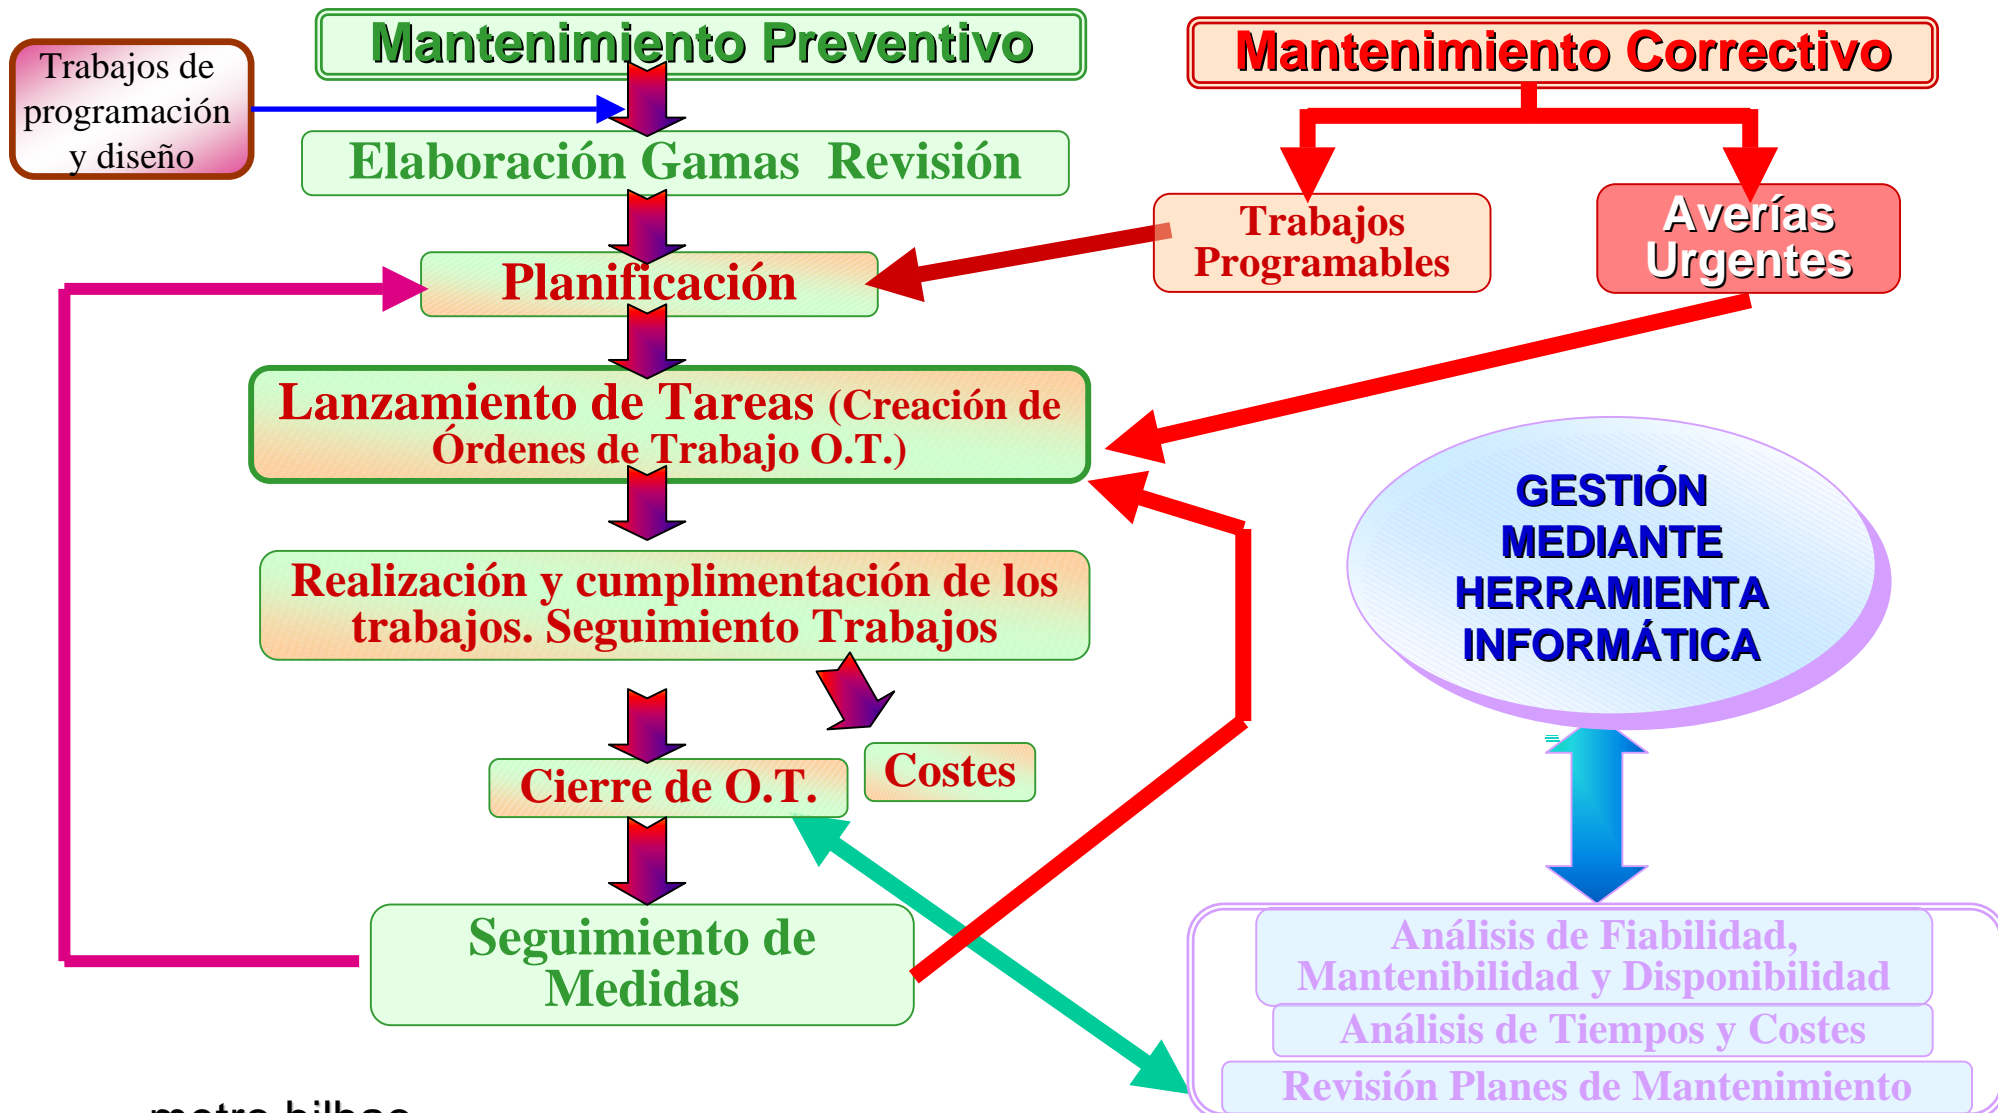 Mantenimiento Preventivo
Mantenimiento Correctivo
Trabajos de
programación
y diseño
Elaboración Gamas Revisión
Trabajos
Programables
Averías
Urgentes
Planificación
Lanzamiento de Tareas (Creación de
Órdenes de Trabajo O.T.)
GESTIÓN
MEDIANTE
HERRAMIENTA
INFORMÁTICA
Realización y cumplimentación de los
trabajos. Seguimiento Trabajos
Costes
Cierre de O.T.
Seguimiento de
Medidas
Análisis de Fiabilidad,
Mantenibilidad y Disponibilidad
Análisis de Tiempos y Costes
Revisión Planes de Mantenimiento
metro bilbao